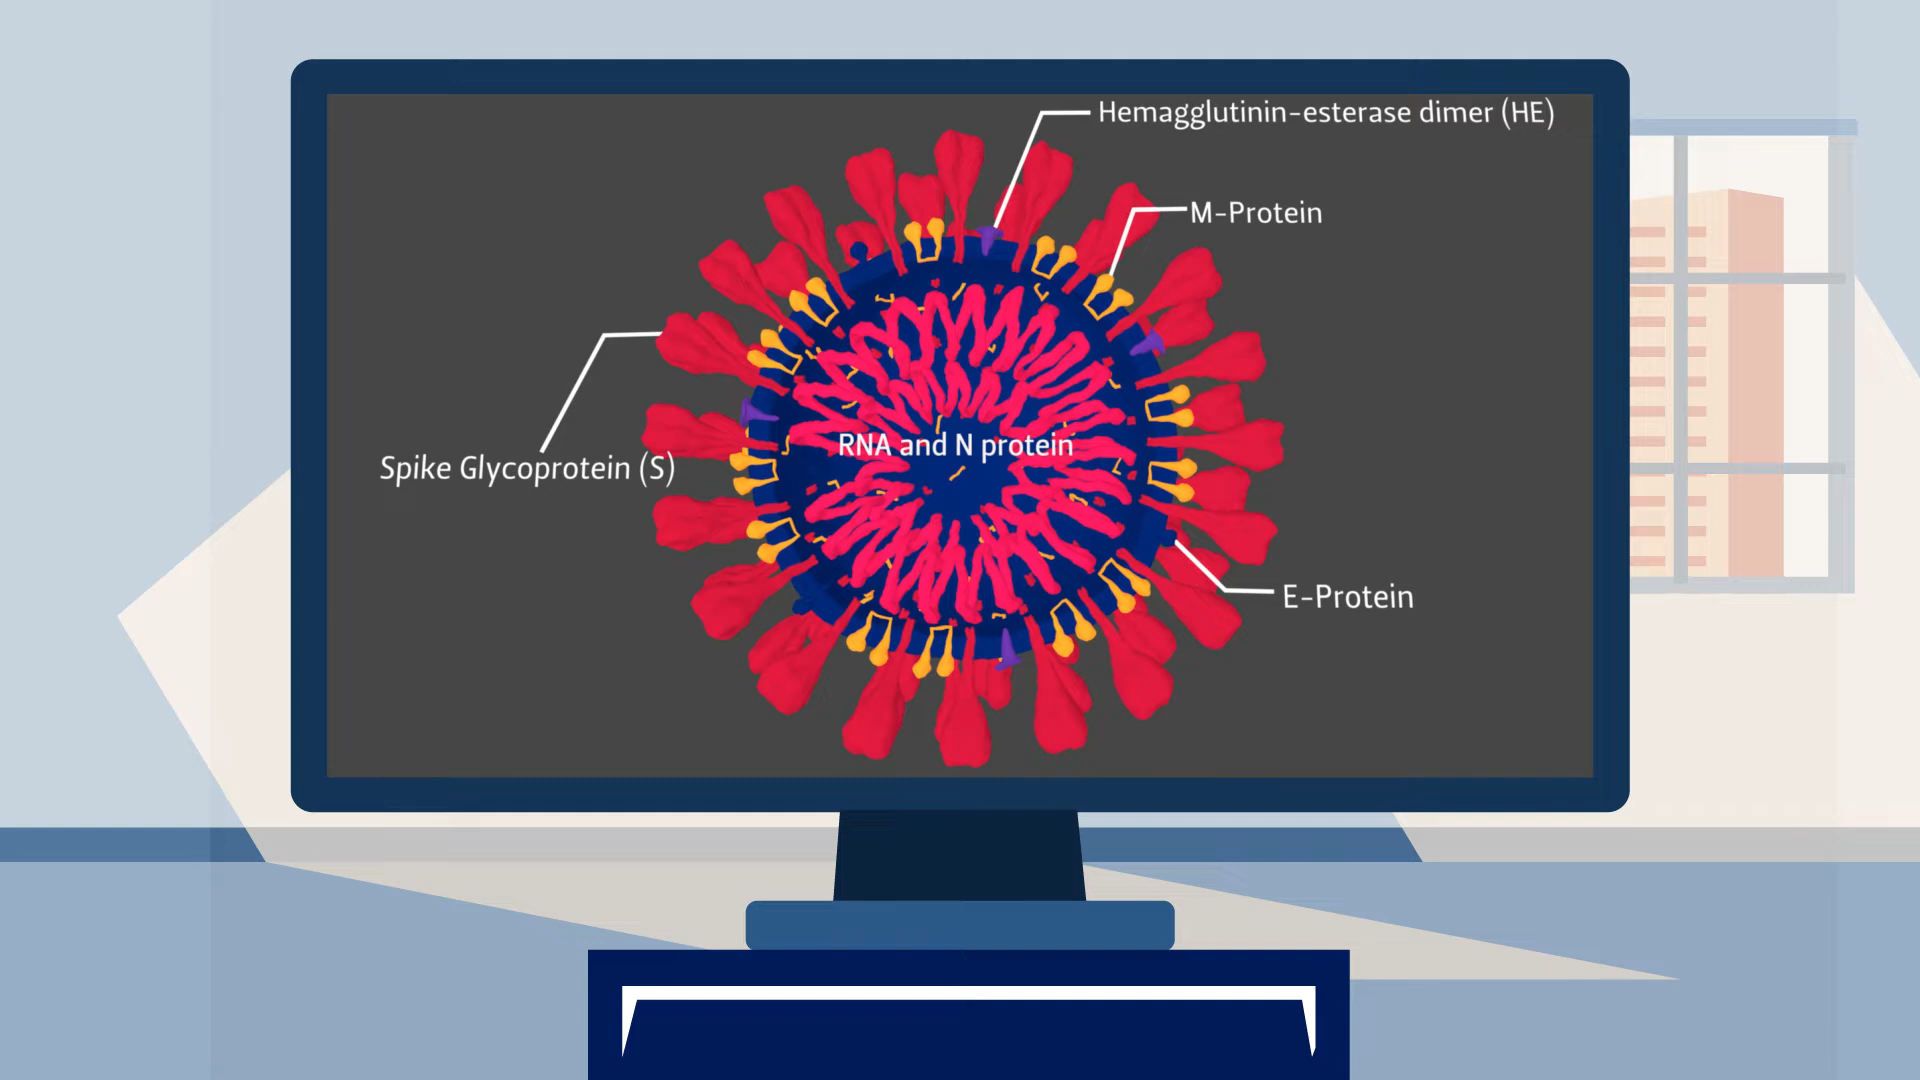 Hemagglutinin-esterase dimer (HE)
M-Protein
RNA and N protein
Spike Glycoprotein (S)
E-Protein